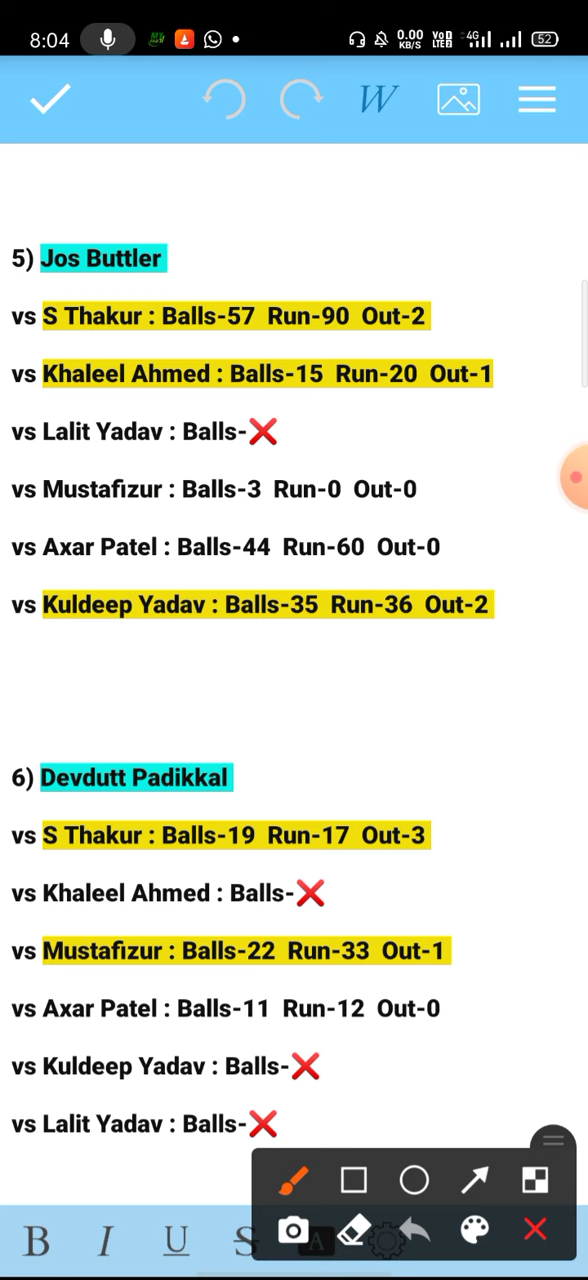 8:04
0.00 KB/S
VoD LTE2
4G
52
W
5) Jos Buttler
vs S Thakur : Balls-57 Run-90 Out-2
vs Khaleel Ahmed : Balls-15 Run-20 Out-1
vs Lalit Yadav : Balls-❌
vs Mustafizur : Balls-3 Run-0 Out-0
vs Axar Patel : Balls-44 Run-60 Out-0
vs Kuldeep Yadav : Balls-35 Run-36 Out-2
6) Devdutt Padikkal
vs S Thakur : Balls-19 Run-17 Out-3
vs Khaleel Ahmed : Balls-❌
vs Mustafizur : Balls-22 Run-33 Out-1
vs Axar Patel : Balls-11 Run-12 Out-0
vs Kuldeep Yadav : Balls-❌
vs Lalit Yadav : Balls-❌
B I U S A